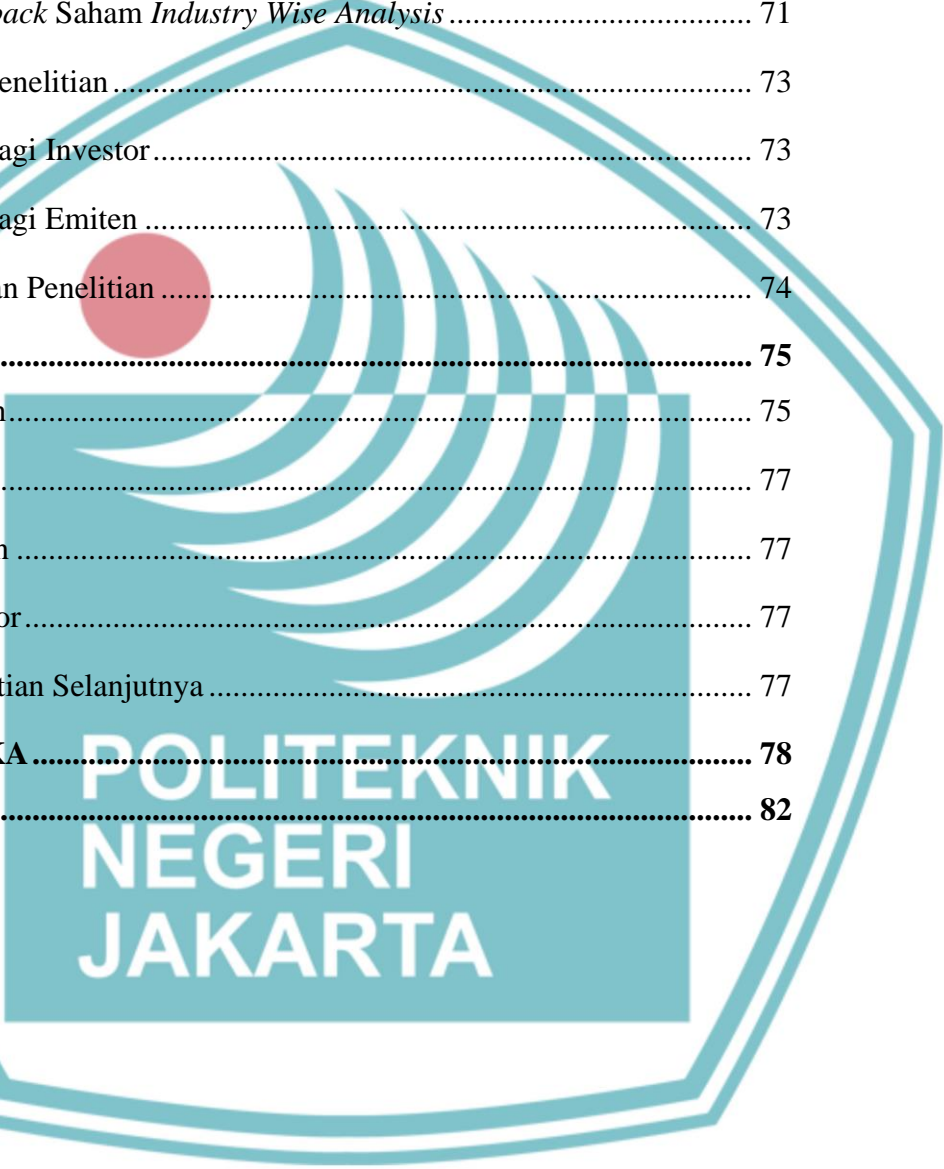 back Saham Industry Wise Analysis ........................................ 71
enelitian ........................................ 73
agi Investor ........................................ 73
agi Emiten ........................................ 73
an Penelitian ........................................ 74
........................................ 75
n ........................................ 75
........................................ 77
n ........................................ 77
or ........................................ 77
tian Selanjutnya ........................................ 77
KA ........................................ 78
........................................ 82
POLITEKNIK
NEGERI
JAKARTA